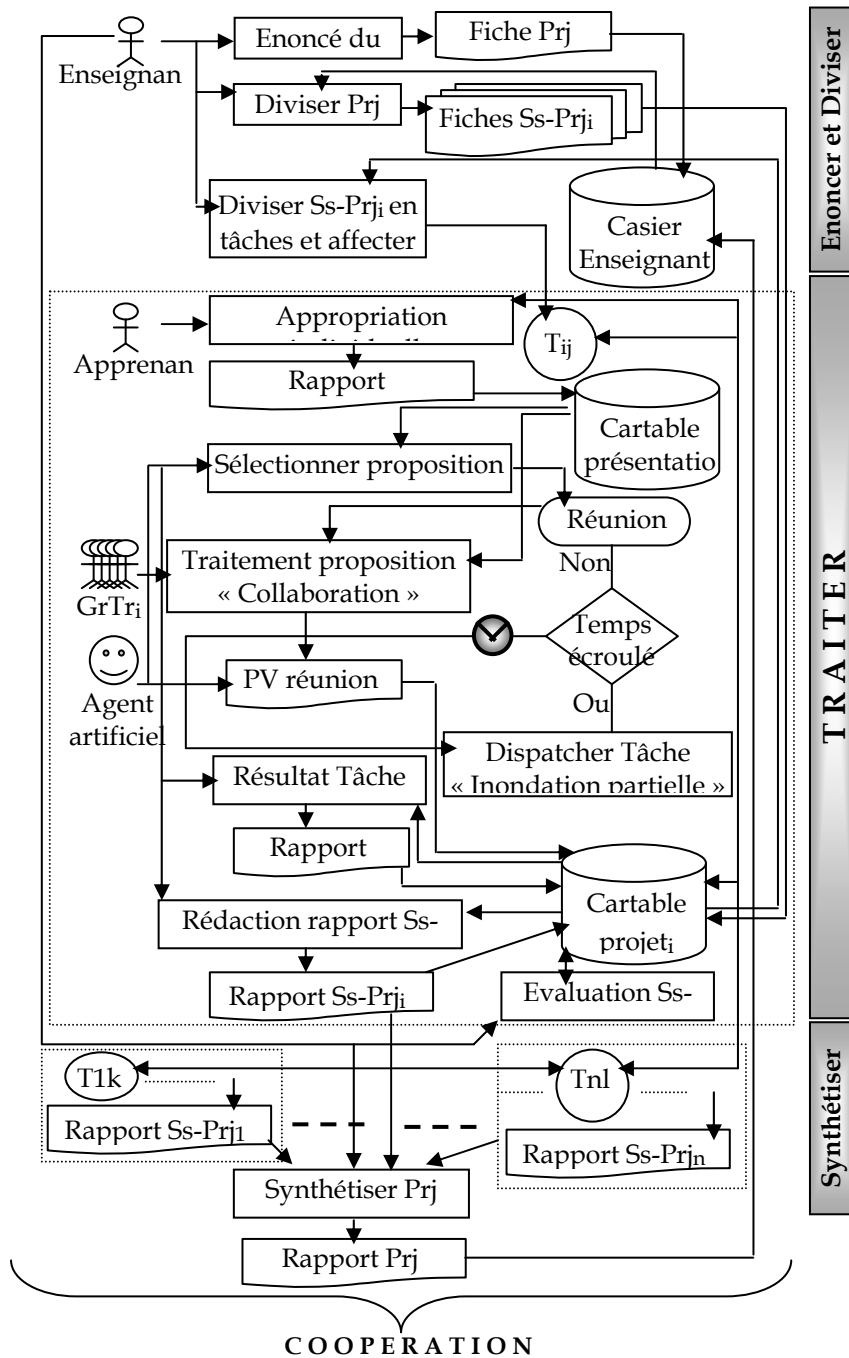 Enoncé du
Fiche Prj
Enseignan
Diviser Prj
Fiches Ss-Prji
Diviser Ss-Prji en
tâches et affecter
Casier
Enseignant
Enoncer et Diviser
Appropriation
Tij
Apprenan
Rapport
Cartable
présentatio
Sélectionner proposition
Réunion
Traitement proposition
« Collaboration »
Non
GrTri
Temps
écroulé
PV réunion
Agent
artificiel
Ou
Dispatcher Tâche
« Inondation partielle »
Résultat Tâche
Rapport
Cartable
projeti
Rédaction rapport Ss-
Rapport Ss-Prji
Evaluation Ss-
TRAITER
T1k
Tnl
Rapport Ss-Prj1
Rapport Ss-Prjn
Synthétiser Prj
Rapport Prj
Synthétiser
COOPERATION